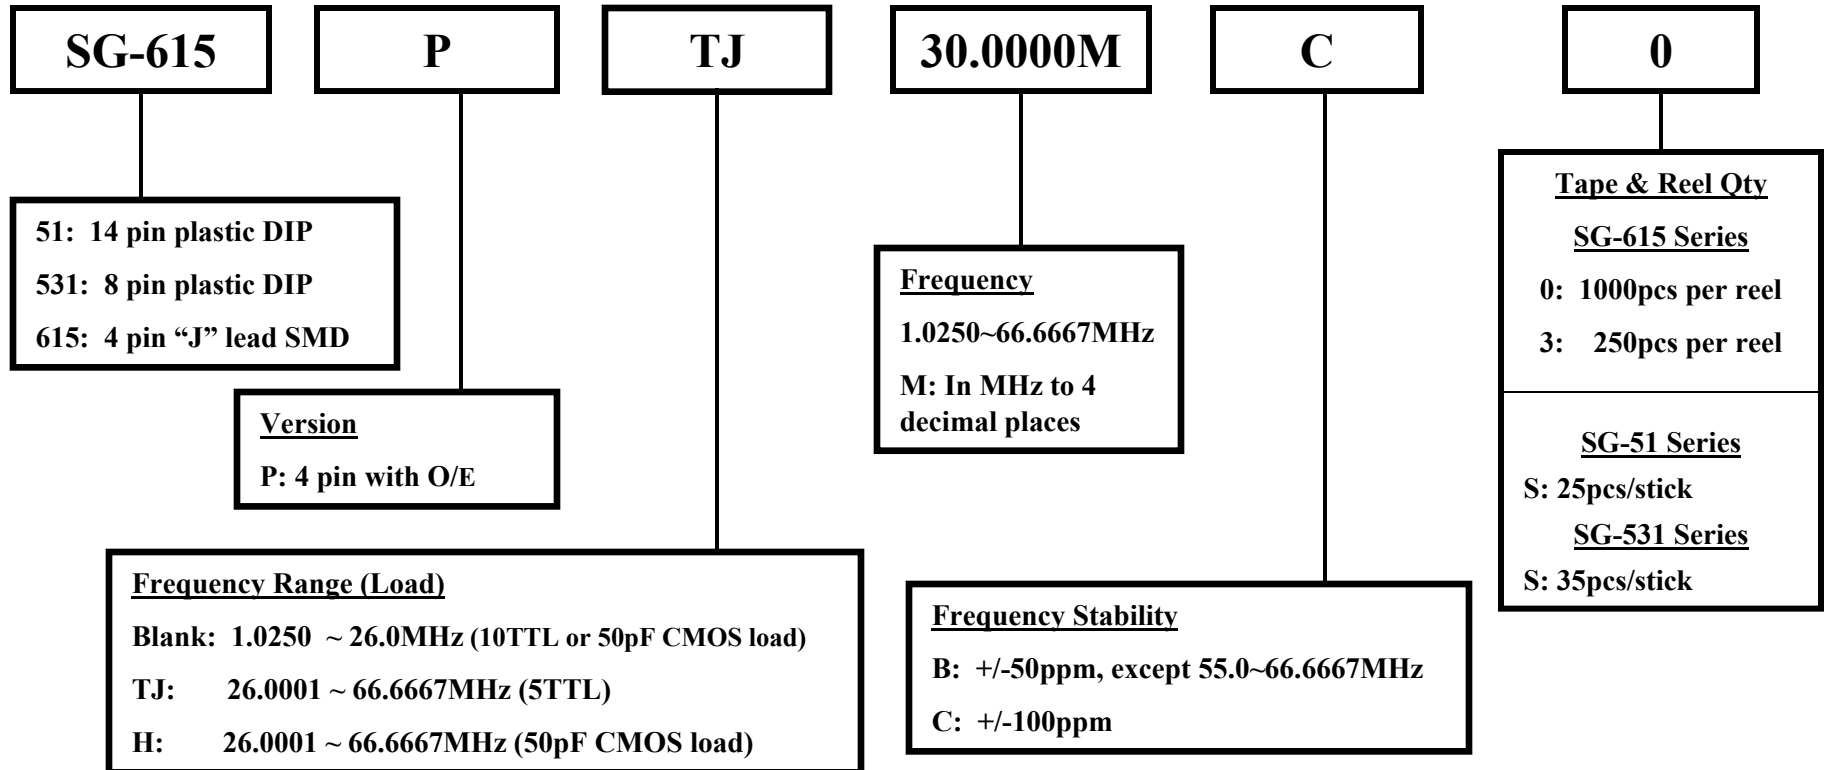 SG-615 P TJ 30.0000M C 0
51: 14 pin plastic DIP
531: 8 pin plastic DIP
615: 4 pin “J” lead SMD
Version
P: 4 pin with O/E
Frequency Range (Load)
Blank: 1.0250 ~ 26.0MHz (10TTL or 50pF CMOS load)
TJ: 26.0001 ~ 66.6667MHz (5TTL)
H: 26.0001 ~ 66.6667MHz (50pF CMOS load)
Frequency
1.0250~66.6667MHz
M: In MHz to 4
decimal places
Frequency Stability
B: +/-50ppm, except 55.0~66.6667MHz
C: +/-100ppm
Tape & Reel Qty
SG-615 Series
0: 1000pcs per reel
3: 250pcs per reel
SG-51 Series
S: 25pcs/stick
SG-531 Series
S: 35pcs/stick